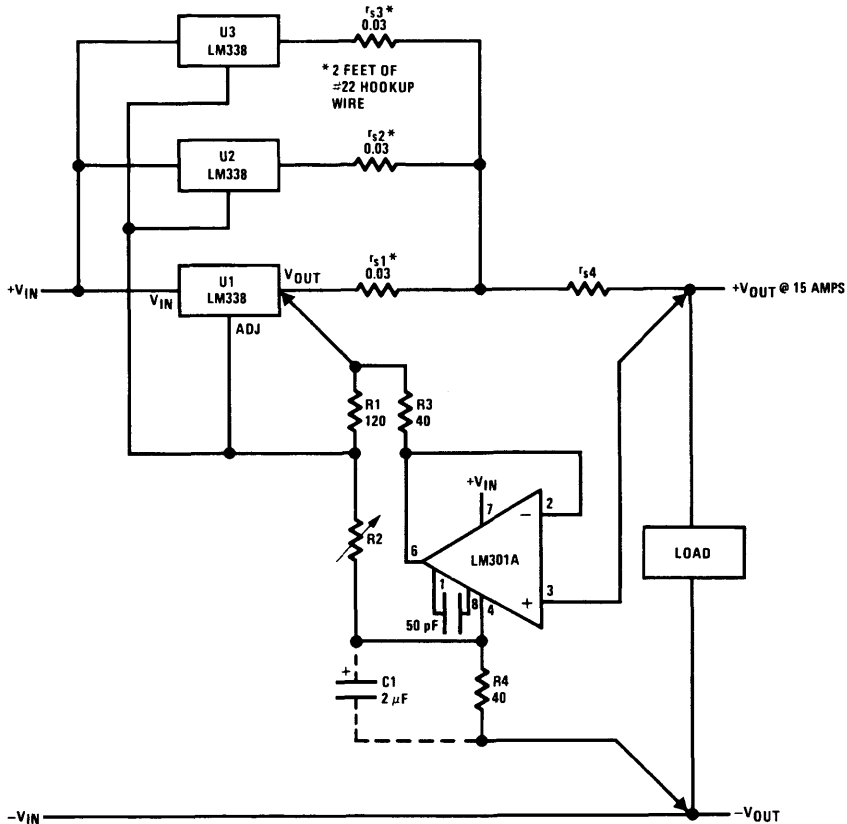 rs3*
0.03
U3
LM338
* 2 FEET OF
#22 HOOKUP
WIRE
rs2*
0.03
U2
LM338
rs1*
0.03
rs4
U1
LM338
VOUT
+VIN
VIN
+VOUT @ 15 AMPS
ADJ
R1
120
R3
40
+VIN
7
2
−
R2
6
LM301A
LOAD
1
8
4
+
3
50 pF
+
C1
2 μF
R4
40
−VIN
−VOUT